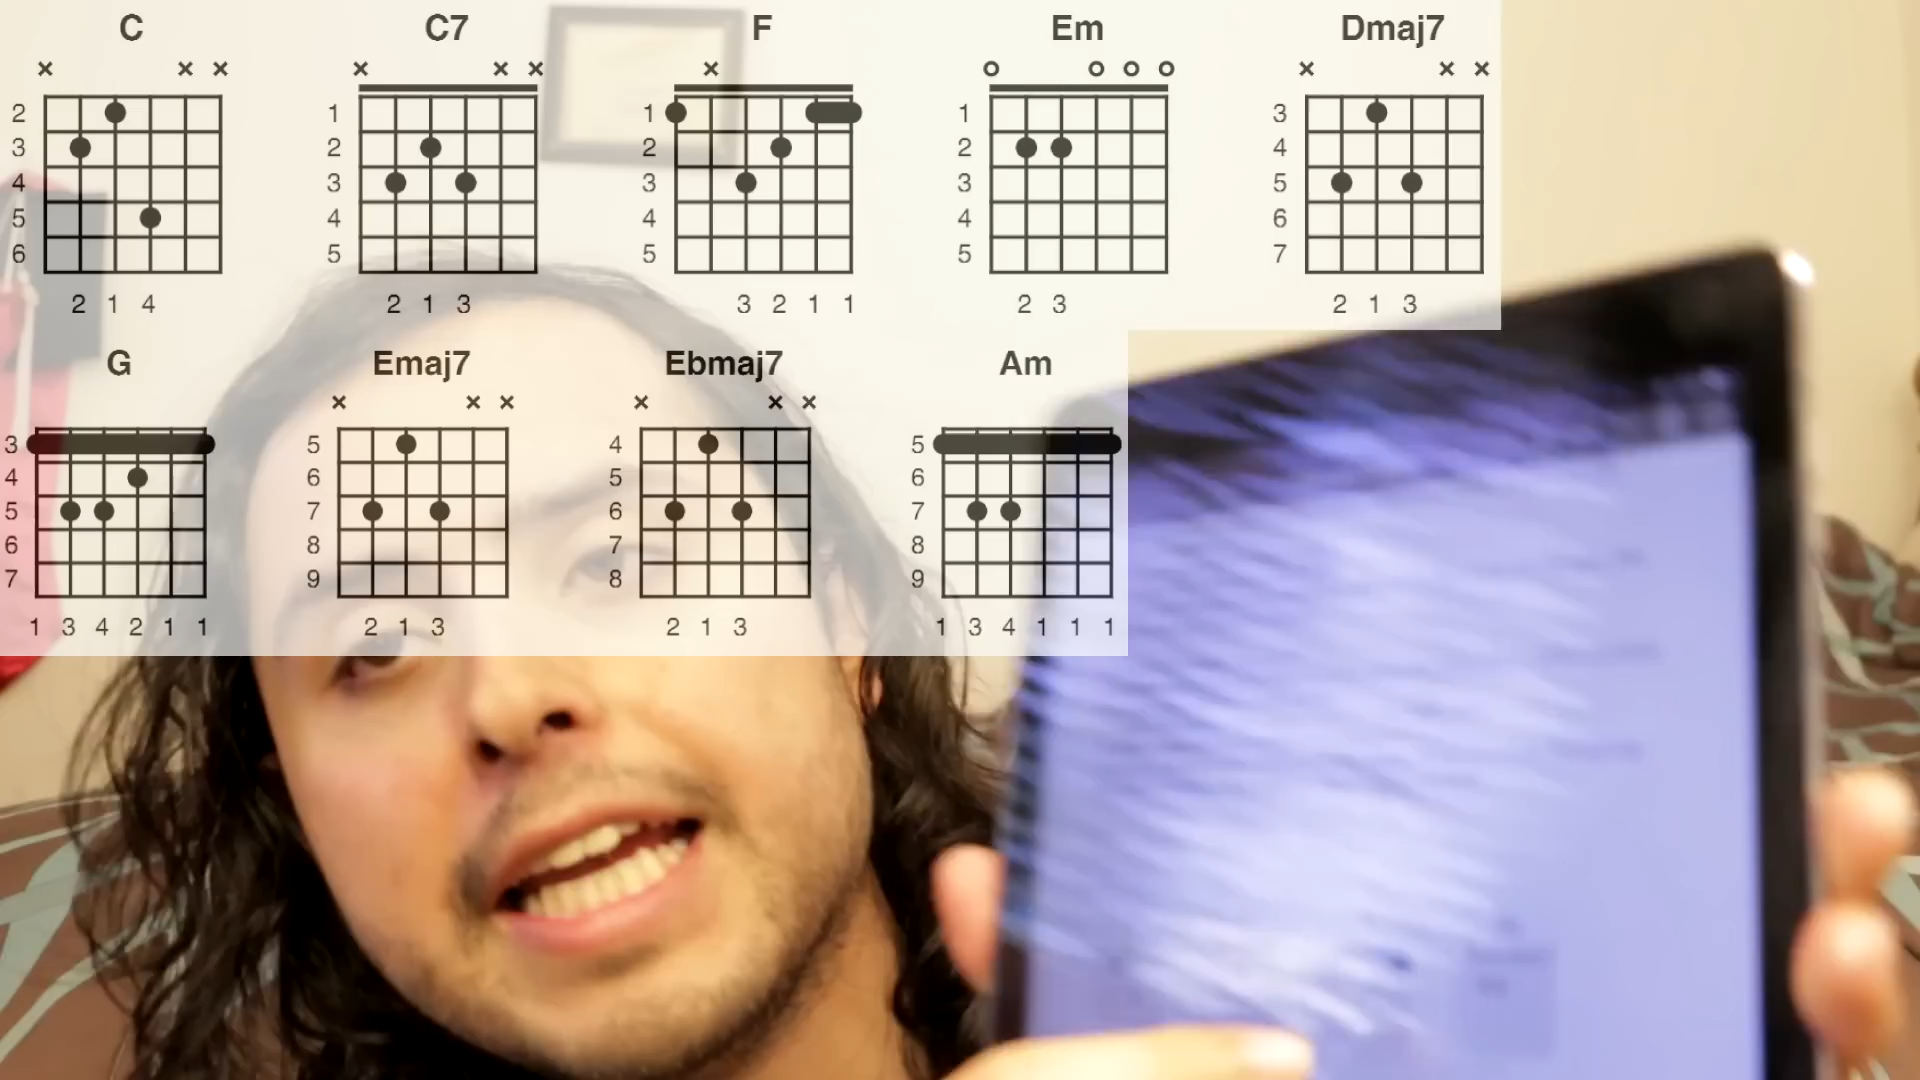 C C7 F Em Dmaj7
× × × × × × × o o o o × × ×
2 1 1 1 3
3 2 2 2 4
4 3 3 3 5
5 4 4 4 6
6 5 5 5 7
2 1 4 2 1 3 3 2 1 1 2 3 2 1 3
G Emaj7 Ebmaj7 Am
× × × × × ×
3 5 4 5
4 6 5 6
5 7 6 7
6 8 7 8
7 9 8 9
1 3 4 2 1 1 2 1 3 2 1 3 1 3 4 1 1 1